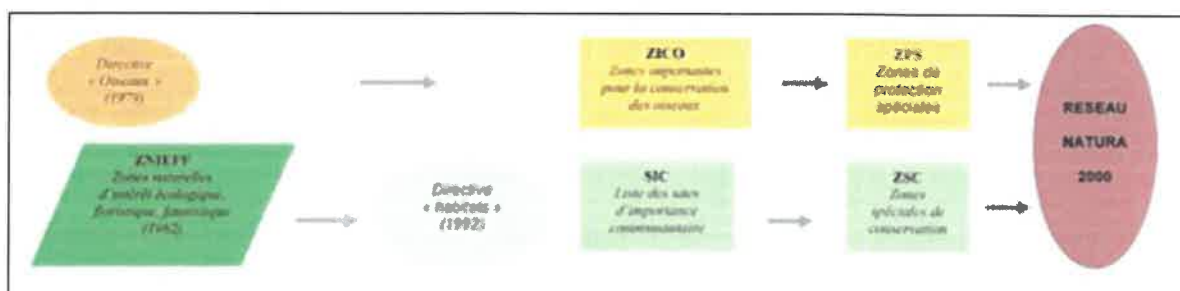 Directive
« Oiseaux »
(1979)
ZNIEFF
Zones naturelles
d'intérêt écologique,
floristique, faunistique
(1982)
Directive
« habitats »
(1992)
ZICO
Zones importantes
pour la conservation
des oiseaux
SIC
Liste des sites
d'importance
communautaire
ZPS
Zones de
protection
spéciales
ZSC
Zones
spéciales de
conservation
RESEAU
NATURA
2000